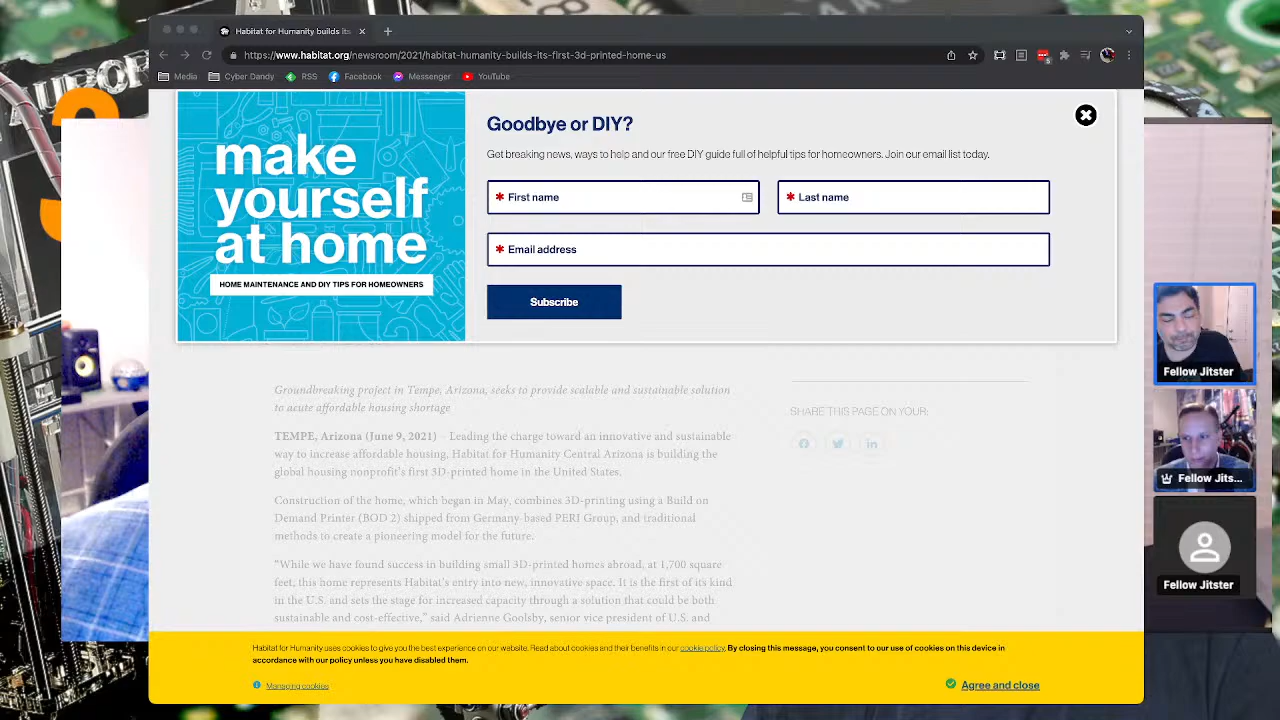 Habitat for Humanity builds its
https://www.habitat.org/newsroom/2021/habitat-humanity-builds-its-first-3d-printed-home-us
Media
Cyber Dandy
RSS
Facebook
Messenger
YouTube
make
yourself
at home
HOME MAINTENANCE AND DIY TIPS FOR HOMEOWNERS
Goodbye or DIY?
Get breaking news, ways to help and our free DIY guide full of helpful tips for homeowners. Join our email list today.
* First name
* Last name
* Email address
Subscribe
Groundbreaking project in Tempe, Arizona, seeks to provide scalable and sustainable solution
to acute affordable housing shortage
TEMPE, Arizona (June 9, 2021) – Leading the charge toward an innovative and sustainable
way to increase affordable housing, Habitat for Humanity Central Arizona is building the
global housing nonprofit's first 3D-printed home in the United States.
Construction of the home, which began in May, combines 3D-printing using a Build on
Demand Printer (BOD 2) shipped from Germany-based PERI Group, and traditional
methods to create a pioneering model for the future.
“While we have found success in building small 3D-printed homes abroad, at 1,700 square
feet, this home represents Habitat's entry into new, innovative space. It is the first of its kind
in the U.S. and sets the stage for increased capacity through a solution that could be both
sustainable and cost-effective,” said Adrienne Goolsby, senior vice president of U.S. and
SHARE THIS PAGE ON YOUR:
Habitat for Humanity uses cookies to give you the best experience on our website. Read about cookies and their benefits in our cookie policy. By closing this message, you consent to our use of cookies on this device in
accordance with our policy unless you have disabled them.
Managing cookies
Agree and close
Fellow Jitster
Fellow Jits...
Fellow Jitster